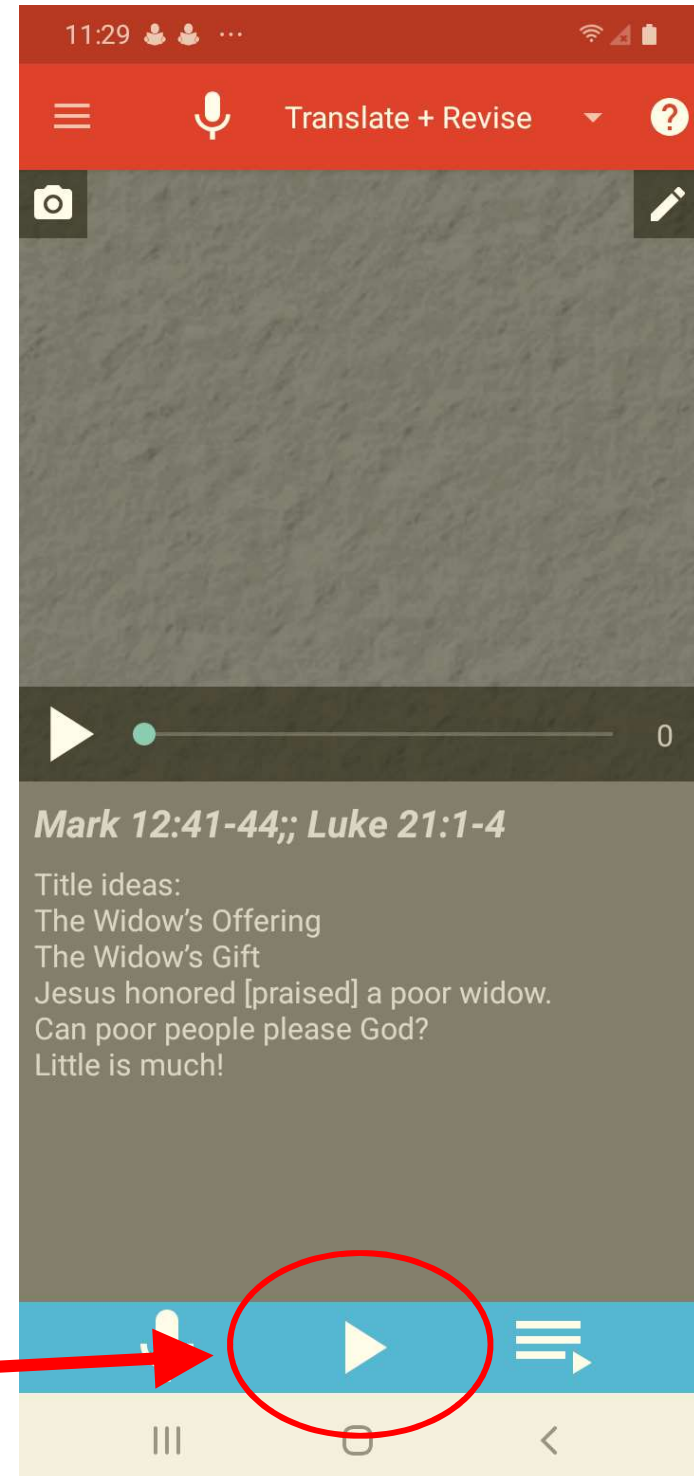 11:29
Translate + Revise
0
Mark 12:41-44;; Luke 21:1-4
Title ideas:
The Widow’s Offering
The Widow’s Gift
Jesus honored [praised] a poor widow.
Can poor people please God?
Little is much!